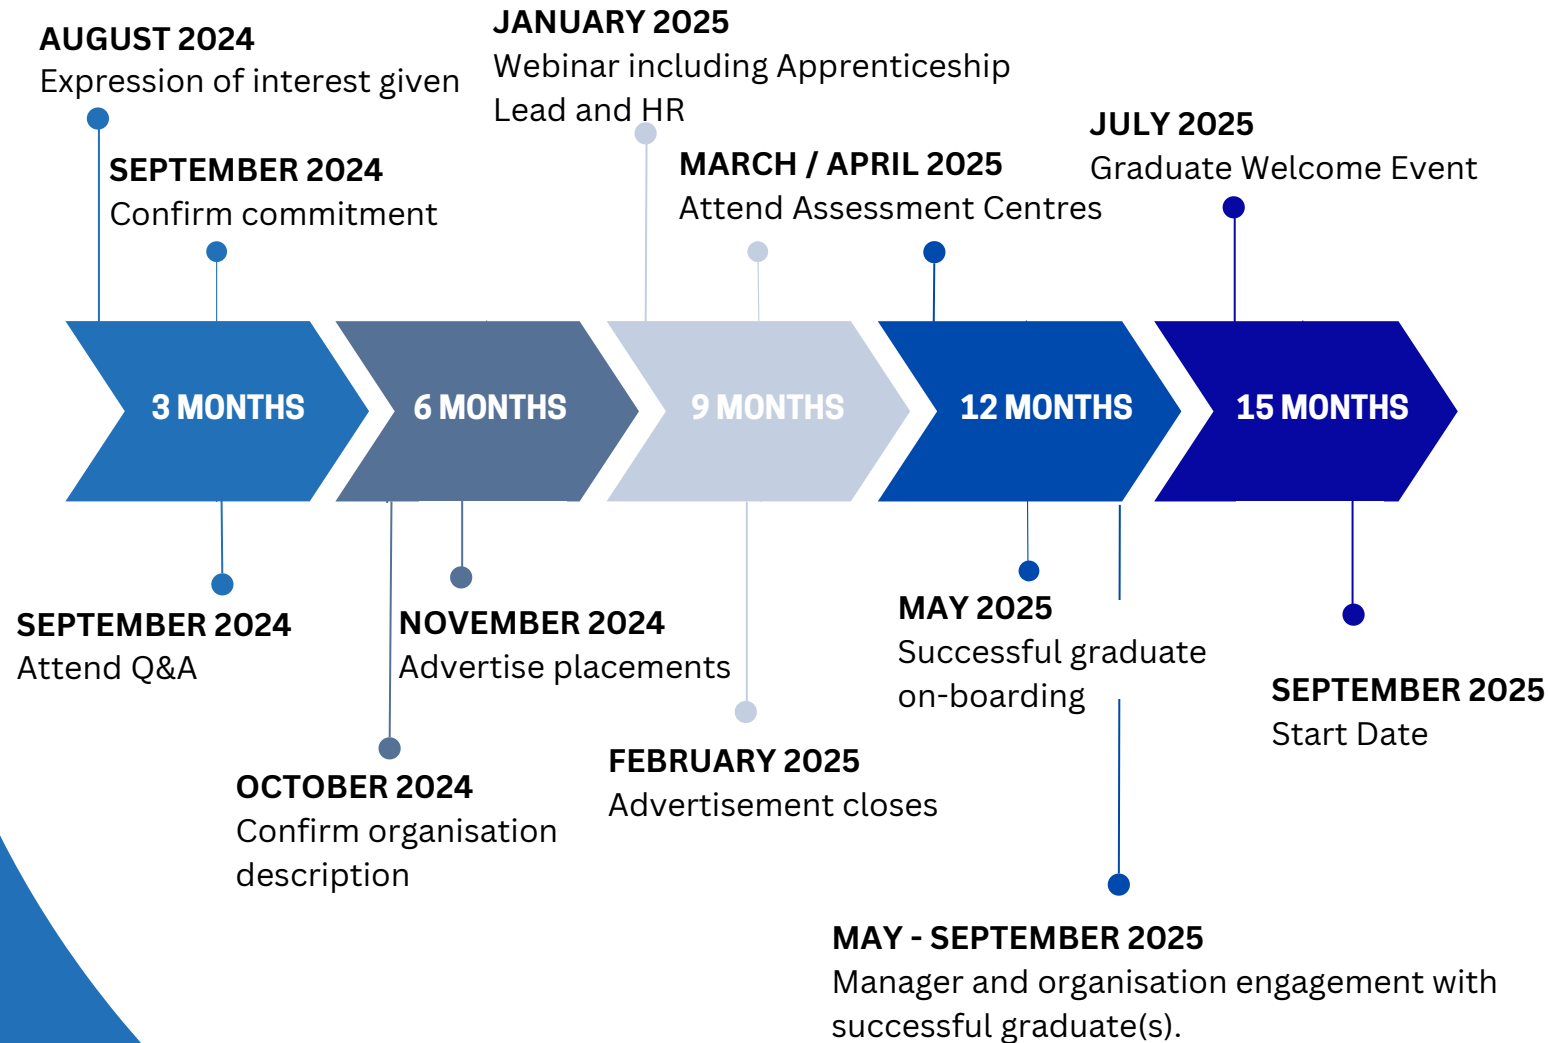 AUGUST 2024
Expression of interest given
JANUARY 2025
Webinar including Apprenticeship
Lead and HR
SEPTEMBER 2024
Confirm commitment
MARCH / APRIL 2025
Attend Assessment Centres
JULY 2025
Graduate Welcome Event
3 MONTHS
6 MONTHS
9 MONTHS
12 MONTHS
15 MONTHS
SEPTEMBER 2024
Attend Q&A
NOVEMBER 2024
Advertise placements
OCTOBER 2024
Confirm organisation
description
FEBRUARY 2025
Advertisement closes
MAY 2025
Successful graduate
on-boarding
MAY - SEPTEMBER 2025
Manager and organisation engagement with
successful graduate(s).
SEPTEMBER 2025
Start Date